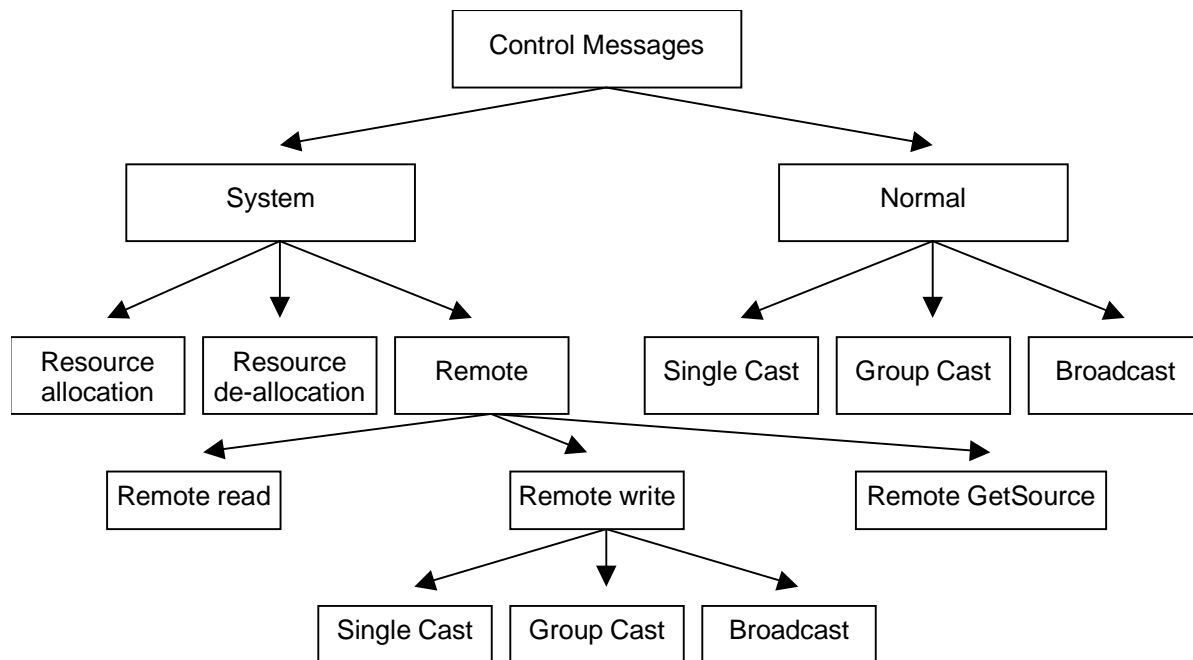 Control Messages
System
Normal
Resource
allocation
Resource
de-allocation
Remote
Single Cast
Group Cast
Broadcast
Remote read
Remote write
Remote GetSource
Single Cast
Group Cast
Broadcast